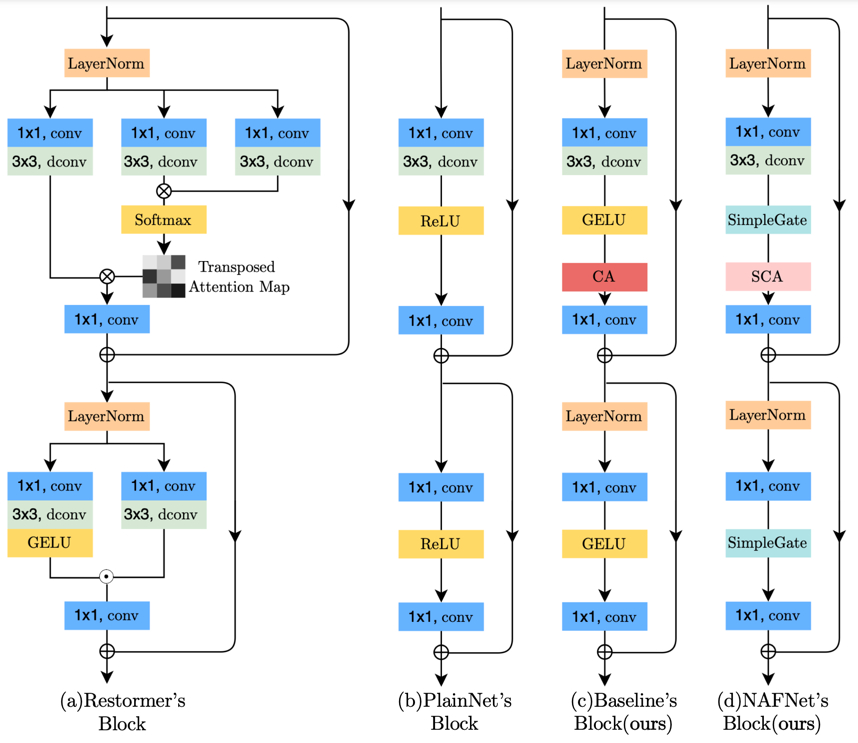 LayerNorm
1x1, conv
3x3, dconv
1x1, conv
3x3, dconv
1x1, conv
3x3, dconv
Softmax
Transposed
Attention Map
1x1, conv
LayerNorm
1x1, conv
3x3, dconv
GELU
1x1, conv
3x3, dconv
1x1, conv
(a)Restormer's
Block
1x1, conv
3x3, dconv
ReLU
1x1, conv
1x1, conv
ReLU
1x1, conv
(b)PlainNet's
Block
LayerNorm
1x1, conv
3x3, dconv
GELU
CA
1x1, conv
LayerNorm
1x1, conv
GELU
1x1, conv
(c)Baseline's
Block(ours)
LayerNorm
1x1, conv
3x3, dconv
SimpleGate
SCA
1x1, conv
LayerNorm
1x1, conv
SimpleGate
1x1, conv
(d)NAFNet's
Block(ours)